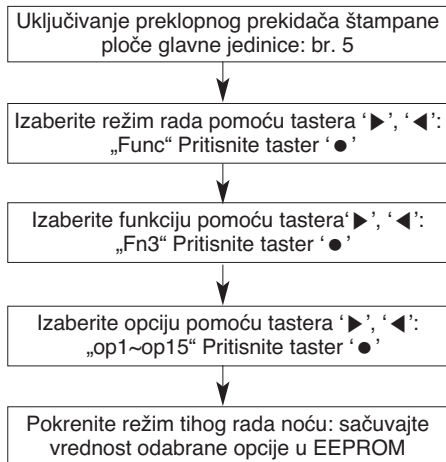 Uključivanje preklopnog prekidača štampane
ploče glavne jedinice: br. 5
Izaberite režim rada pomoću tastera ‘▶’, ‘◀’:
„Func“ Pritisnite taster ‘●’
Izaberite funkciju pomoću tastera‘▶’, ‘◀’:
„Fn3“ Pritisnite taster ‘●’
Izaberite opciju pomoću tastera ‘▶’, ‘◀’:
„op1~op15“ Pritisnite taster ‘●’
Pokrenite režim tihog rada noću: sačuvajte
vrednost odabrane opcije u EEPROM